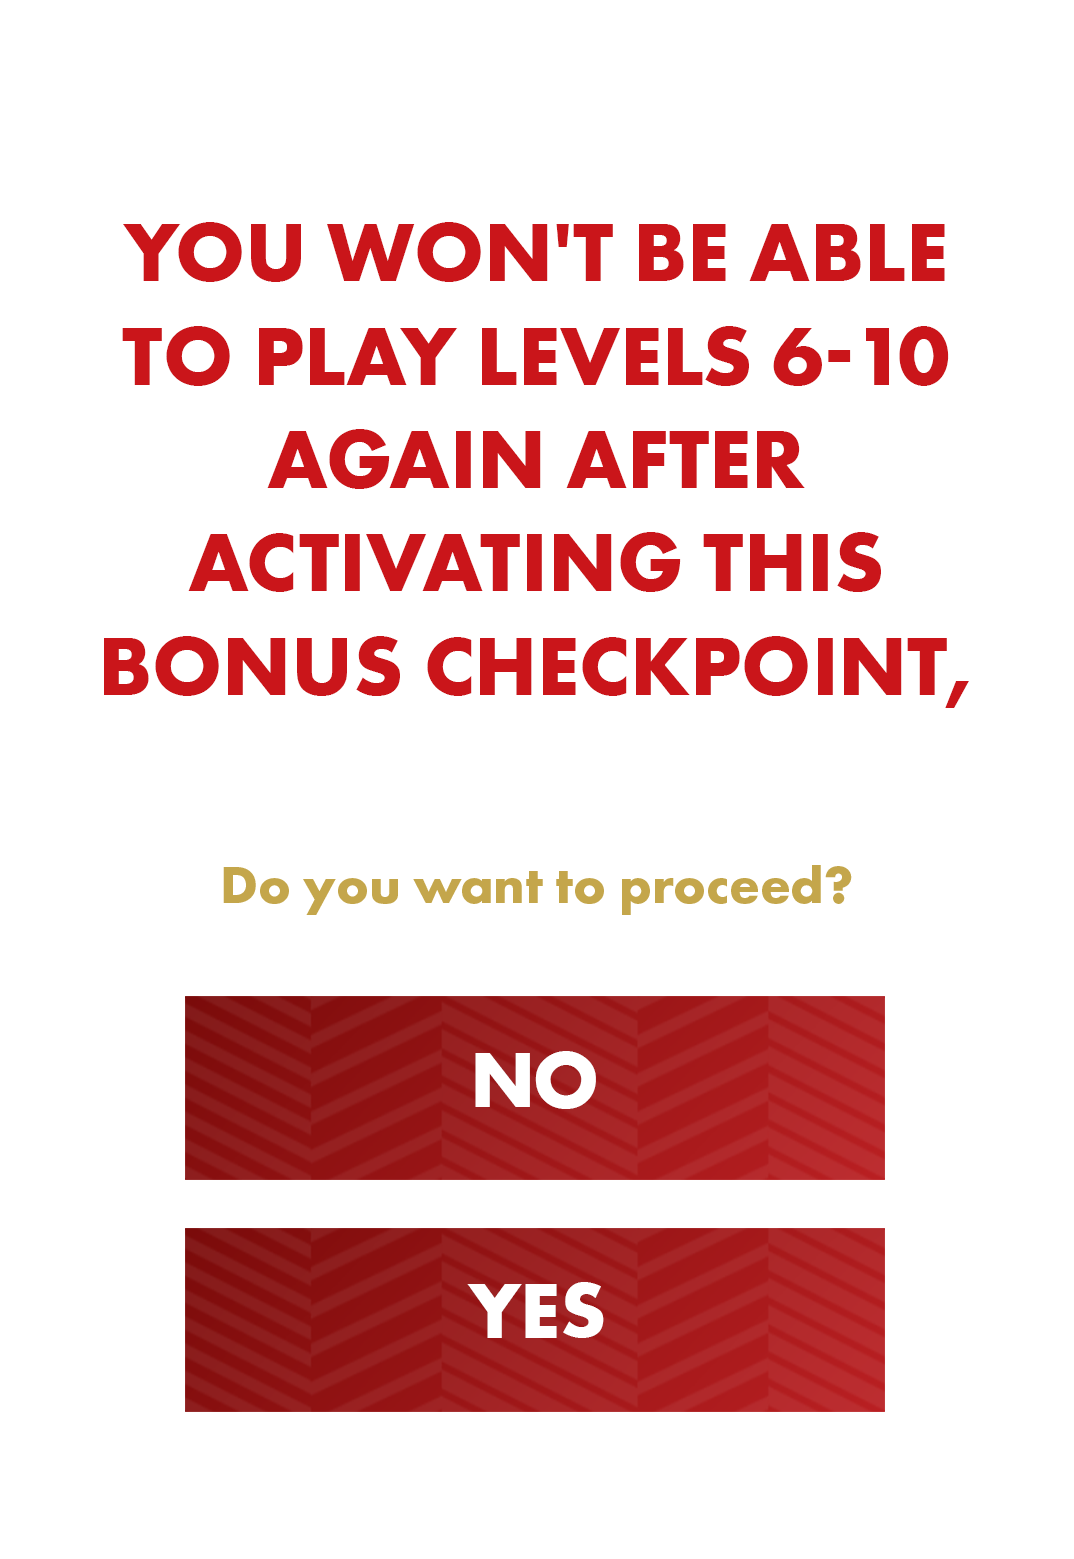 YOU WON'T BE ABLE
TO PLAY LEVELS 6-10
AGAIN AFTER
ACTIVATING THIS
BONUS CHECKPOINT,
Do you want to proceed?
NO
YES